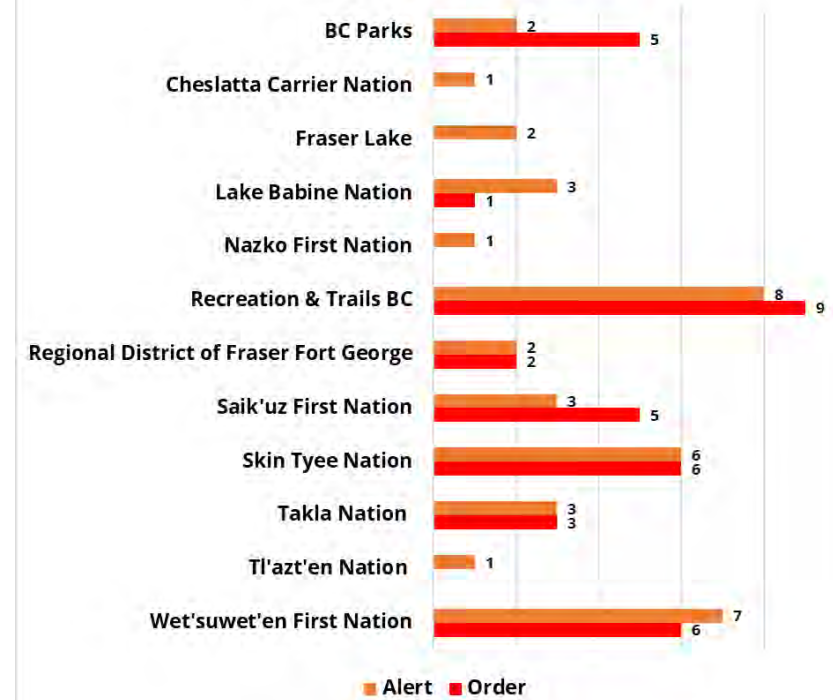 BC Parks
2
5
Cheslatta Carrier Nation
1
Fraser Lake
2
Lake Babine Nation
3
1
Nazko First Nation
1
Recreation & Trails BC
8
9
Regional District of Fraser Fort George
2
2
Saik'uz First Nation
3
5
Skin Tyee Nation
6
6
Takla Nation
3
3
Tl'azt'en Nation
1
Wet'suwet'en First Nation
7
6
Alert Order